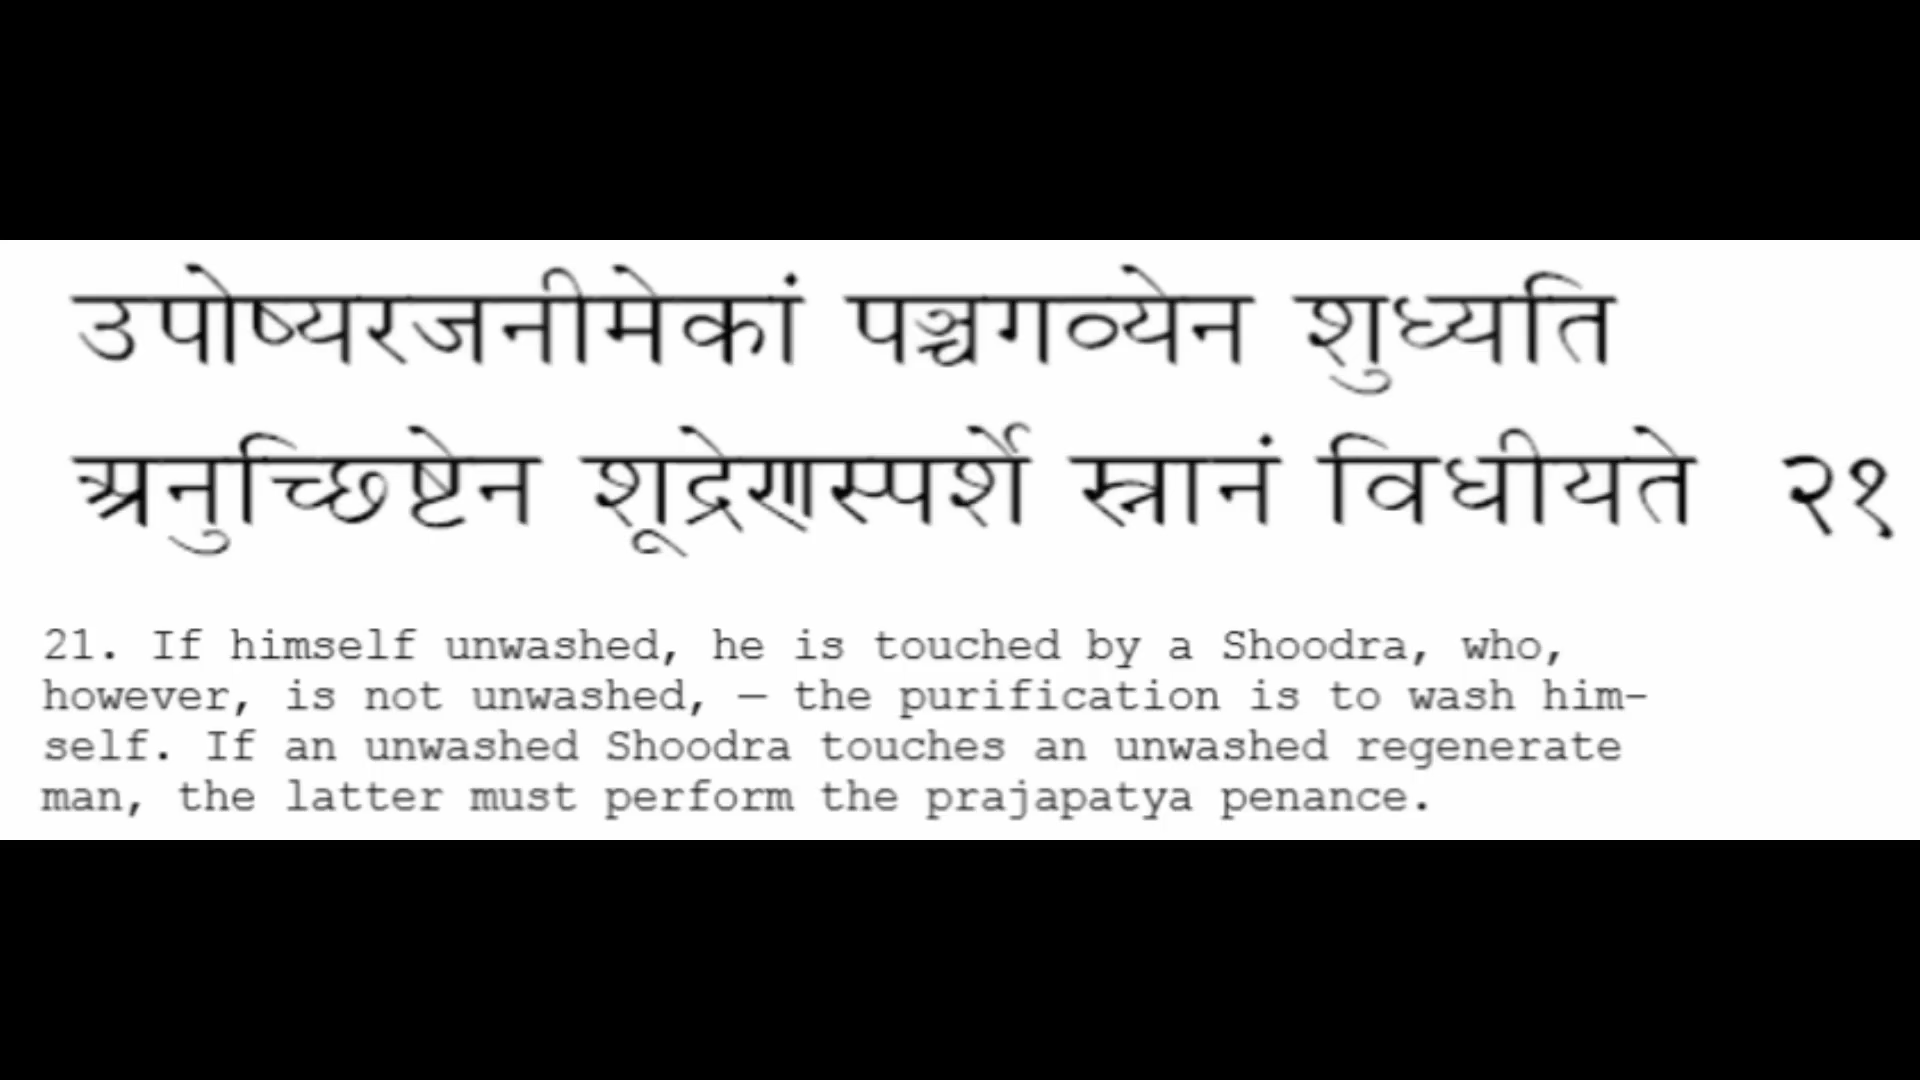 उपोष्यरजनीमेकां पञ्चगव्येन शुध्यति
अनुच्छिष्टेन शूद्रेणस्पर्शे स्नानं विधीयते २१
21. If himself unwashed, he is touched by a Shoodra, who,
however, is not unwashed, — the purification is to wash him-
self. If an unwashed Shoodra touches an unwashed regenerate
man, the latter must perform the prajapatya penance.